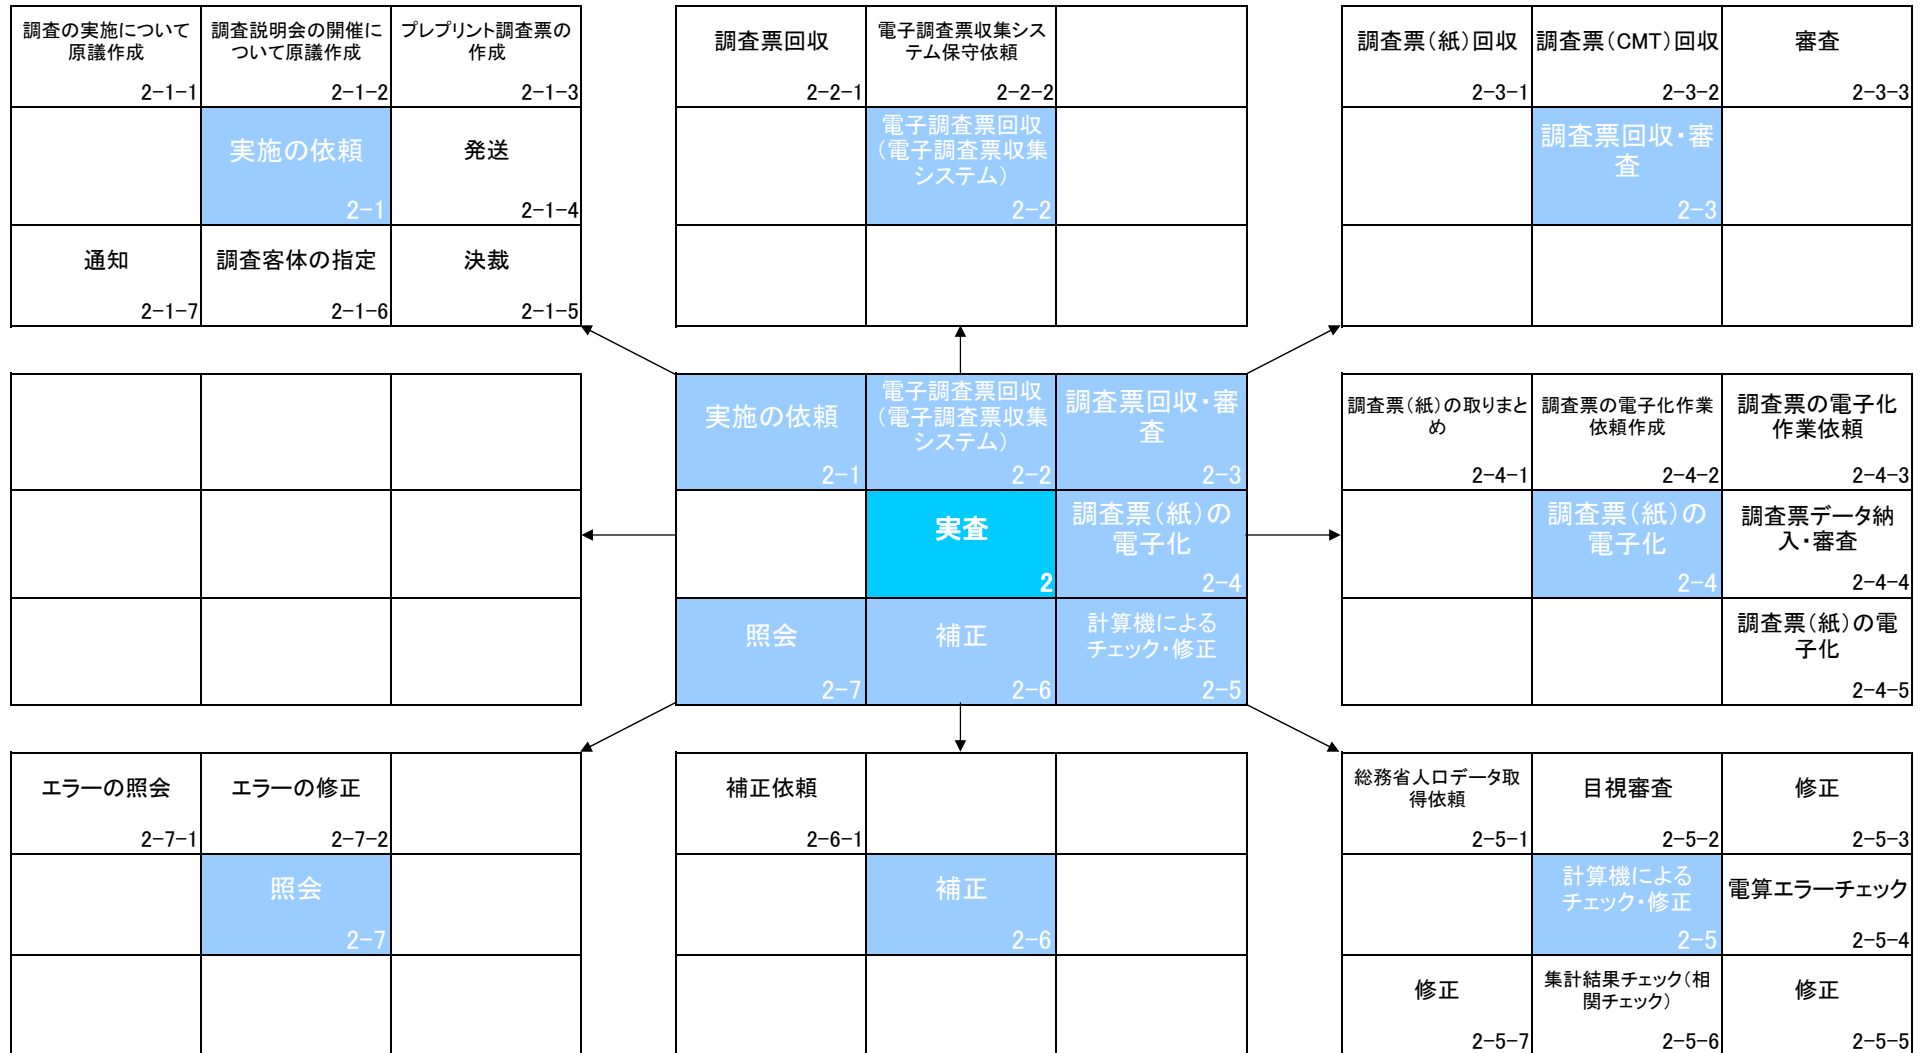 調査の実施について
原議作成
2-1-1
調査説明会の開催に
ついて原議作成
2-1-2
プレプリント調査票の
作成
2-1-3
実施の依頼
2-1
発送
2-1-4
通知
2-1-7
調査客体の指定
2-1-6
決裁
2-1-5
調査票回収
2-2-1
電子調査票収集シス
テム保守依頼
2-2-2
電子調査票回収
(電子調査票収集
システム)
2-2
調査票(紙)回収
2-3-1
調査票(CMT)回収
2-3-2
審査
2-3-3
調査票回収・審
査
2-3
実施の依頼
2-1
電子調査票回収
(電子調査票収集
システム)
2-2
調査票回収・審
査
2-3
実査
2
調査票(紙)の
電子化
2-4
照会
2-7
補正
2-6
計算機による
チェック・修正
2-5
調査票(紙)の取りまと
め
2-4-1
調査票の電子化作業
依頼作成
2-4-2
調査票の電子化
作業依頼
2-4-3
調査票(紙)の
電子化
2-4
調査票データ納
入・審査
2-4-4
調査票(紙)の電
子化
2-4-5
エラーの照会
2-7-1
エラーの修正
2-7-2
照会
2-7
補正依頼
2-6-1
補正
2-6
総務省人口データ取
得依頼
2-5-1
目視審査
2-5-2
修正
2-5-3
計算機による
チェック・修正
2-5
電算エラーチェック
2-5-4
修正
2-5-7
集計結果チェック(相
関チェック)
2-5-6
修正
2-5-5